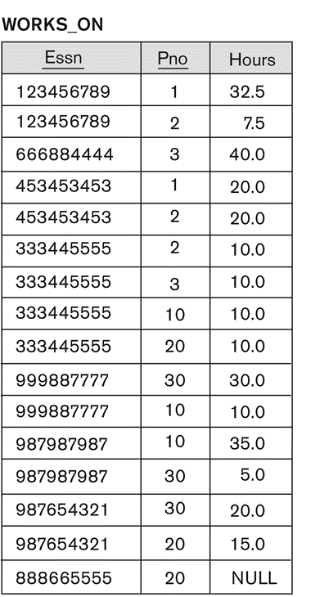 WORKS_ON
Essn Pno Hours
123456789 1 32.5
123456789 2 7.5
666884444 3 40.0
453453453 1 20.0
453453453 2 20.0
333445555 2 10.0
333445555 3 10.0
333445555 10 10.0
333445555 20 10.0
999887777 30 30.0
999887777 10 10.0
987987987 10 35.0
987987987 30 5.0
987654321 30 20.0
987654321 20 15.0
888665555 20 NULL